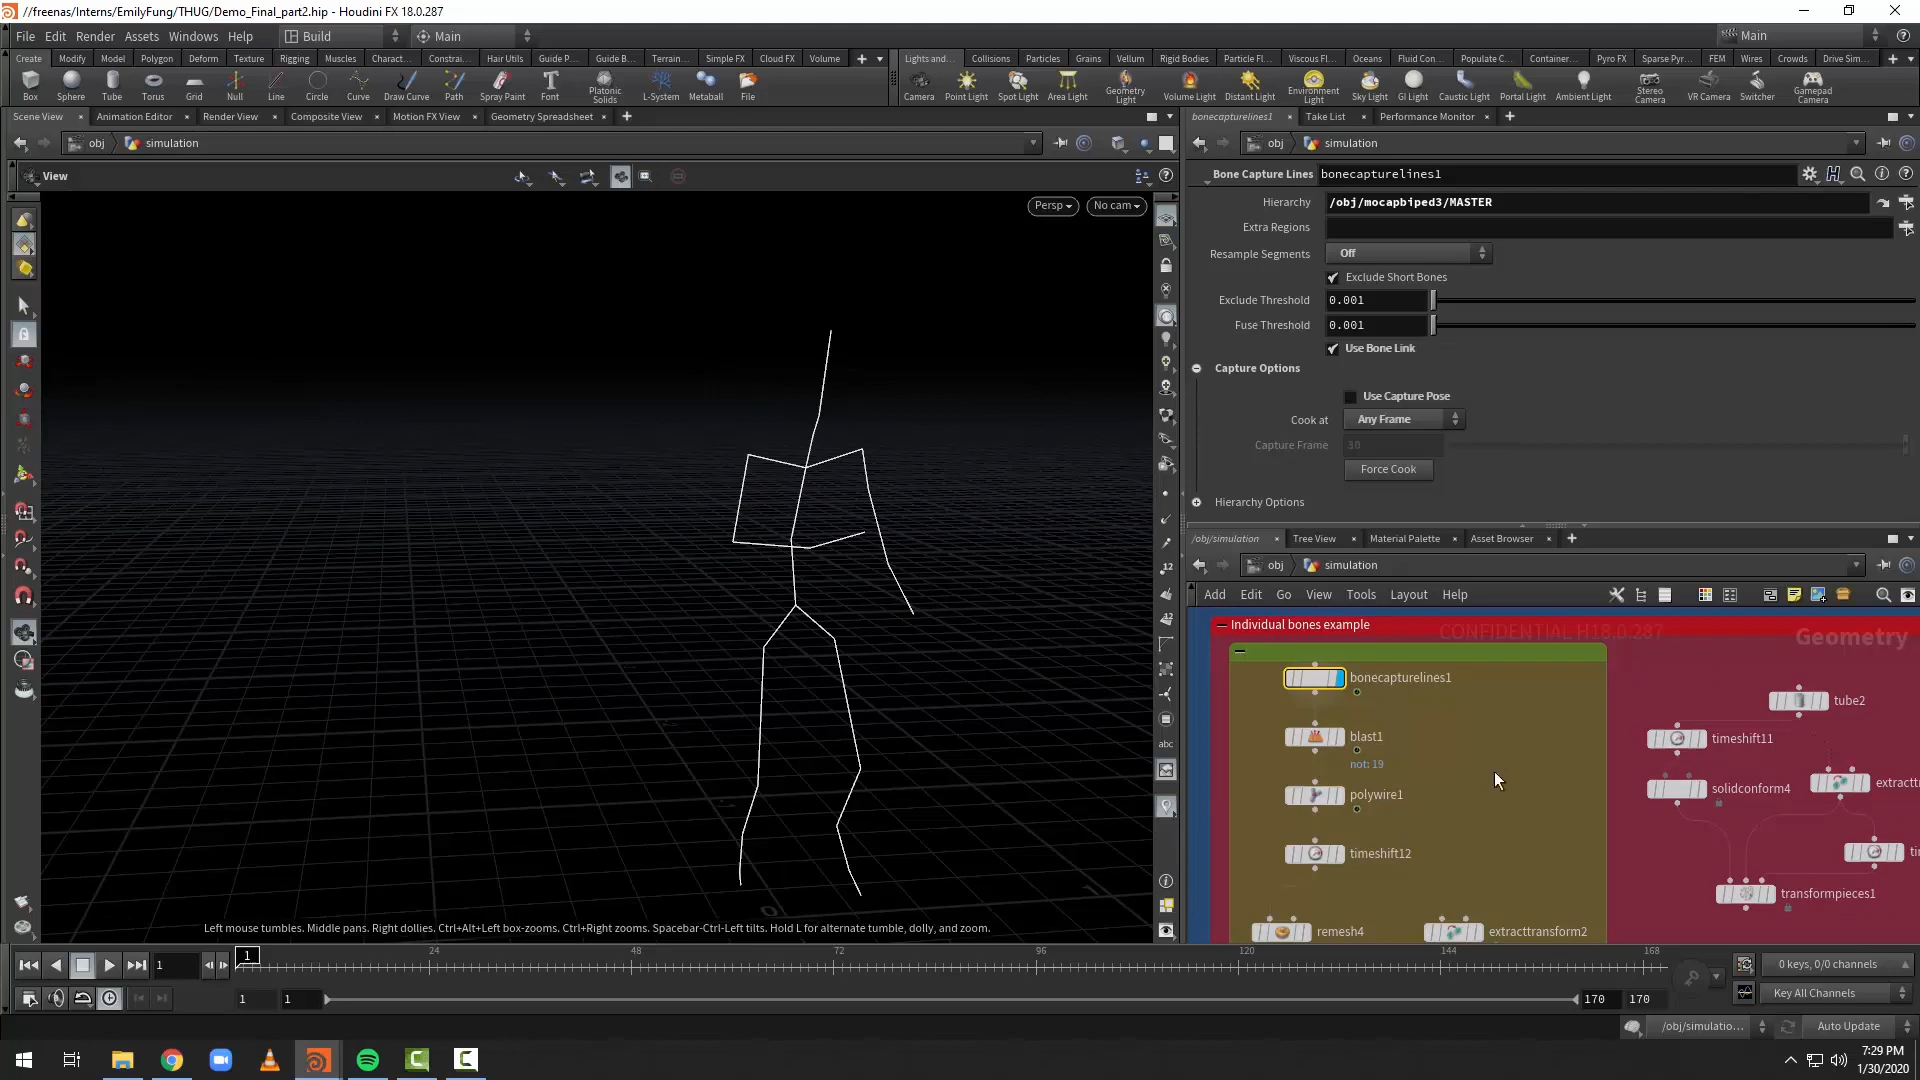 //freenas/Interns/EmilyFung/THUG/Demo_Final_part2.hip - Houdini FX 18.0.287
File Edit Render Assets Windows Help Build Main Main
Create Modify Model Polygon Deform Texture Rigging Muscles Charact... Constrai... Hair Utils Guide P... Guide B... Terrain... Simple FX Cloud FX Volume
Lights and... Collisions Particles Grains Vellum Rigid Bodies Particle Fl... Viscous Fl... Oceans Fluid Con... Populate C... Container... Pyro FX Sparse Pyr... FEM Wires Crowds Drive Sim...
Box Sphere Tube Torus Grid Null Line Circle Curve Draw Curve Path Spray Paint Font Platonic Solids L-System Metaball File
Camera Point Light Spot Light Area Light Geometry Light Volume Light Distant Light Environment Light Sky Light GI Light Caustic Light Portal Light Ambient Light Stereo Camera VR Camera Switcher Gamepad Camera
Scene View Animation Editor Render View Composite View Motion FX View Geometry Spreadsheet
bonecapturelines1 Take List Performance Monitor
obj simulation
obj simulation
View
Persp No cam
Bone Capture Lines bonecapturelines1
Hierarchy /obj/mocapbiped3/MASTER
Extra Regions
Resample Segments Off
Exclude Short Bones
Exclude Threshold 0.001
Fuse Threshold 0.001
Use Bone Link
Capture Options
Use Capture Pose
Cook at Any Frame
Capture Frame 30
Force Cook
Hierarchy Options
/obj/simulation Tree View Material Palette Asset Browser
obj simulation
Add Edit Go View Tools Layout Help
Individual bones example
CONFIDENTIAL H18.0.287
Geometry
bonecapturelines1
tube2
blast1
not: 19
timeshift11
polywire1
solidconform4
timeshift12
transformpieces1
remesh4
extracttransform2
Left mouse tumbles. Middle pans. Right dollies. Ctrl+Alt+Left box-zooms. Ctrl+Right zooms. Spacebar-Ctrl-Left tilts. Hold L for alternate tumble, dolly, and zoom.
1 1 24 48 72 96 120 144 168
0 keys, 0/0 channels
1 1 170 170
Key All Channels
/obj/simulatio... Auto Update
7:29 PM
1/30/2020